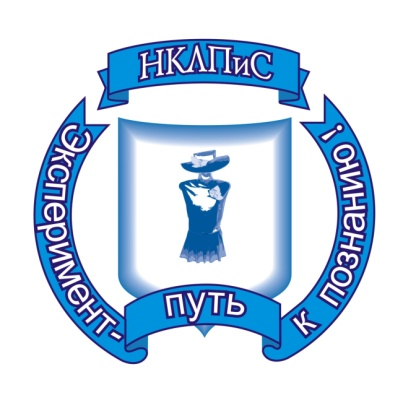 НКЛПиС
Эксперимент-
путь
к познанию!